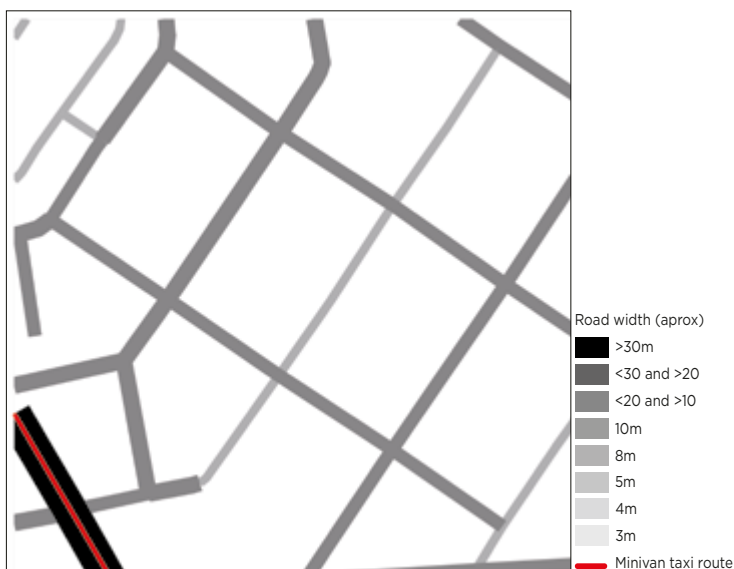 Road width (aprox)
>30m
<30 and >20
<20 and >10
10m
8m
5m
4m
3m
Minivan taxi route